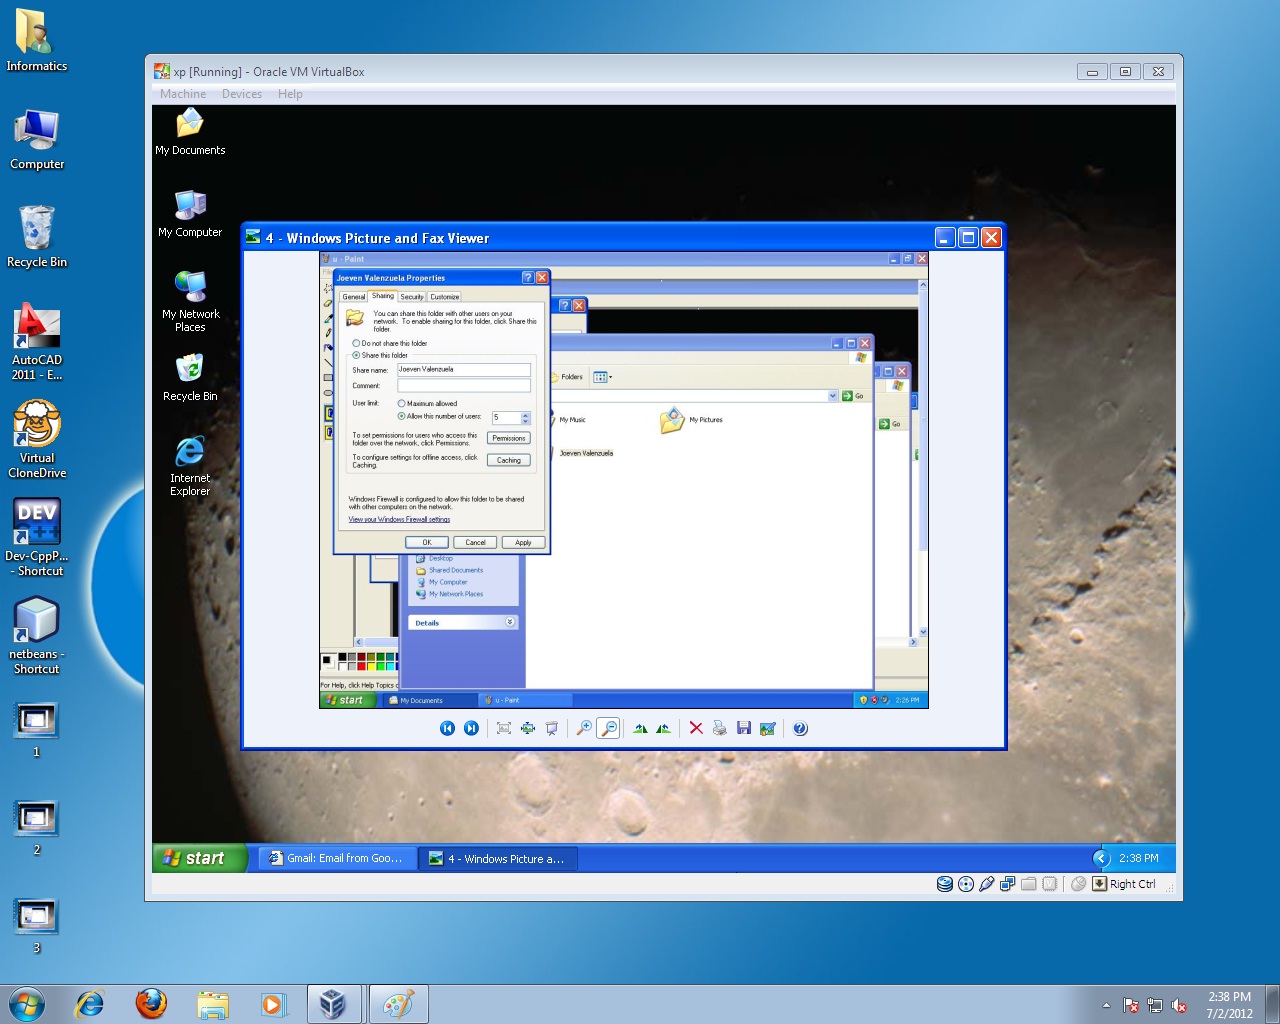 Informatics
Computer
Recycle Bin
AutoCAD
2011 - E...
Virtual
CloneDrive
DEV
C++
Dev-CppP...
- Shortcut
netbeans -
Shortcut
1
2
3
xp [Running] - Oracle VM VirtualBox
Machine Devices Help
My Documents
My Computer
My Network
Places
Recycle Bin
Internet
Explorer
4 - Windows Picture and Fax Viewer
u - Paint
Joeven Valenzuela Properties
General Sharing Security Customize
You can share this folder with other users on your
network. To enable sharing for this folder, click Share this
folder.
Do not share this folder
Share this folder
Share name: Joeven Valenzuela
Comment:
User limit: Maximum allowed
Allow this number of users: 5
To set permissions for users who access this
folder over the network, click Permissions.
Permissions
To configure settings for offline access, click
Caching.
Caching
Windows Firewall is configured to allow this folder to be shared
with other computers on the network.
View your Windows Firewall settings
OK Cancel Apply
Folders
Go
Go
My Music
My Pictures
Joeven Valenzuela
Desktop
Shared Documents
My Computer
My Network Places
Details
For Help, click Help Topics
start My Documents u - Paint 2:26 PM
start Gmail: Email from Goo... 4 - Windows Picture a... 2:38 PM
Right Ctrl
2:38 PM
7/2/2012